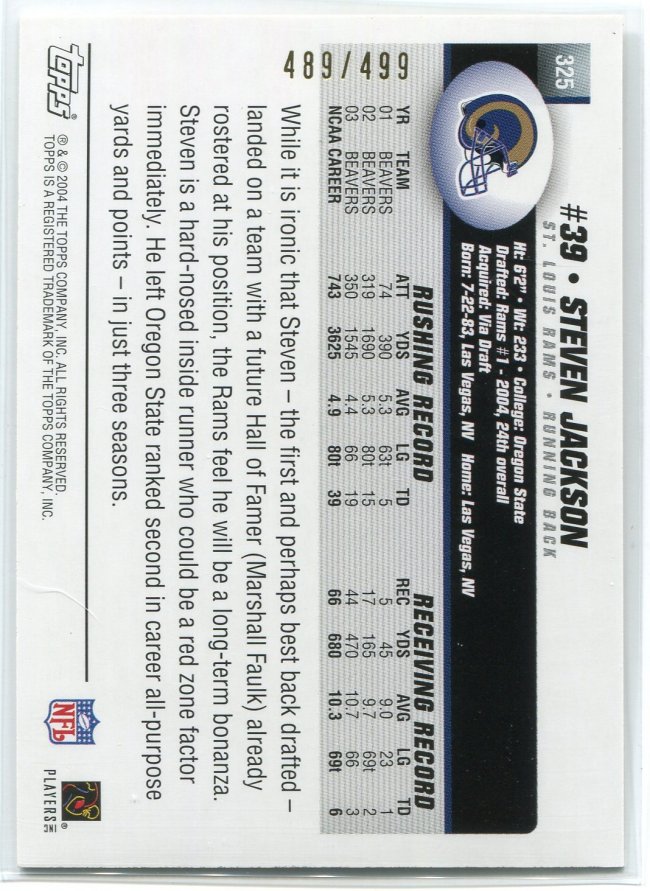 325
#39 • STEVEN JACKSON
ST. LOUIS RAMS • RUNNING BACK
Ht: 6'2" • Wt: 233 • College: Oregon State
Drafted: Rams #1 - 2004, 24th overall
Acquired: Via Draft
Born: 7-22-83, Las Vegas, NV Home: Las Vegas, NV
RUSHING RECORD RECEIVING RECORD
YR TEAM ATT YDS AVG LG TD REC YDS AVG LG TD
01 BEAVERS 74 390 5.3 63t 5 5 45 9.0 23 1
02 BEAVERS 319 1690 5.3 80t 15 17 165 9.7 69t 2
03 BEAVERS 350 1545 4.4 66 19 44 470 10.7 66 3
NCAA CAREER 743 3625 4.9 80t 39 66 680 10.3 69t 6
489/499
While it is ironic that Steven – the first and perhaps best back drafted –
landed on a team with a future Hall of Famer (Marshall Faulk) already
rostered at his position, the Rams feel he will be a long-term bonanza.
Steven is a hard-nosed inside runner who could be a red zone factor
immediately. He left Oregon State ranked second in career all-purpose
yards and points – in just three seasons.
topps®
® & © 2004 THE TOPPS COMPANY, INC. ALL RIGHTS RESERVED.
TOPPS IS A REGISTERED TRADEMARK OF THE TOPPS COMPANY, INC.
NFL
PLAYERS INC